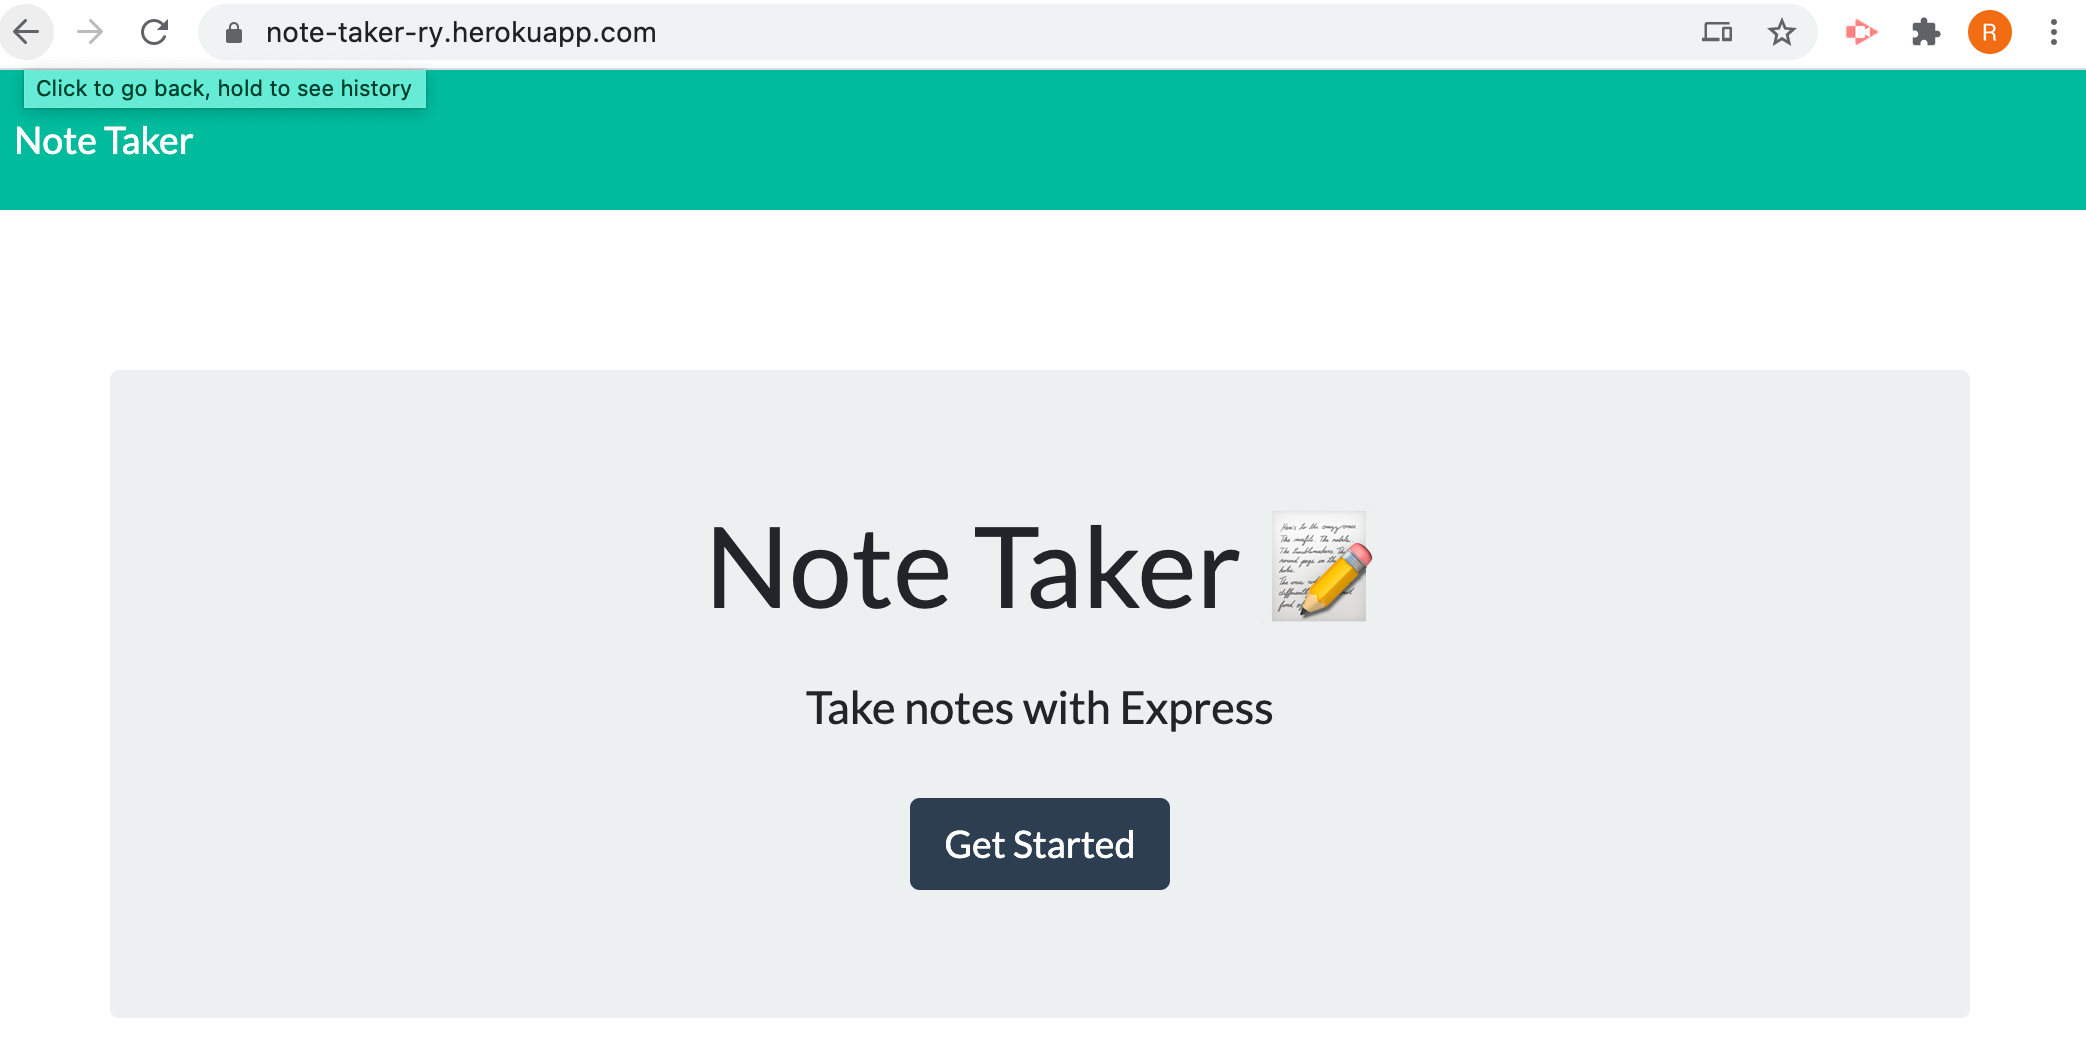 note-taker-ry.herokuapp.com
R
Click to go back, hold to see history
Note Taker
Note Taker
Take notes with Express
Get Started